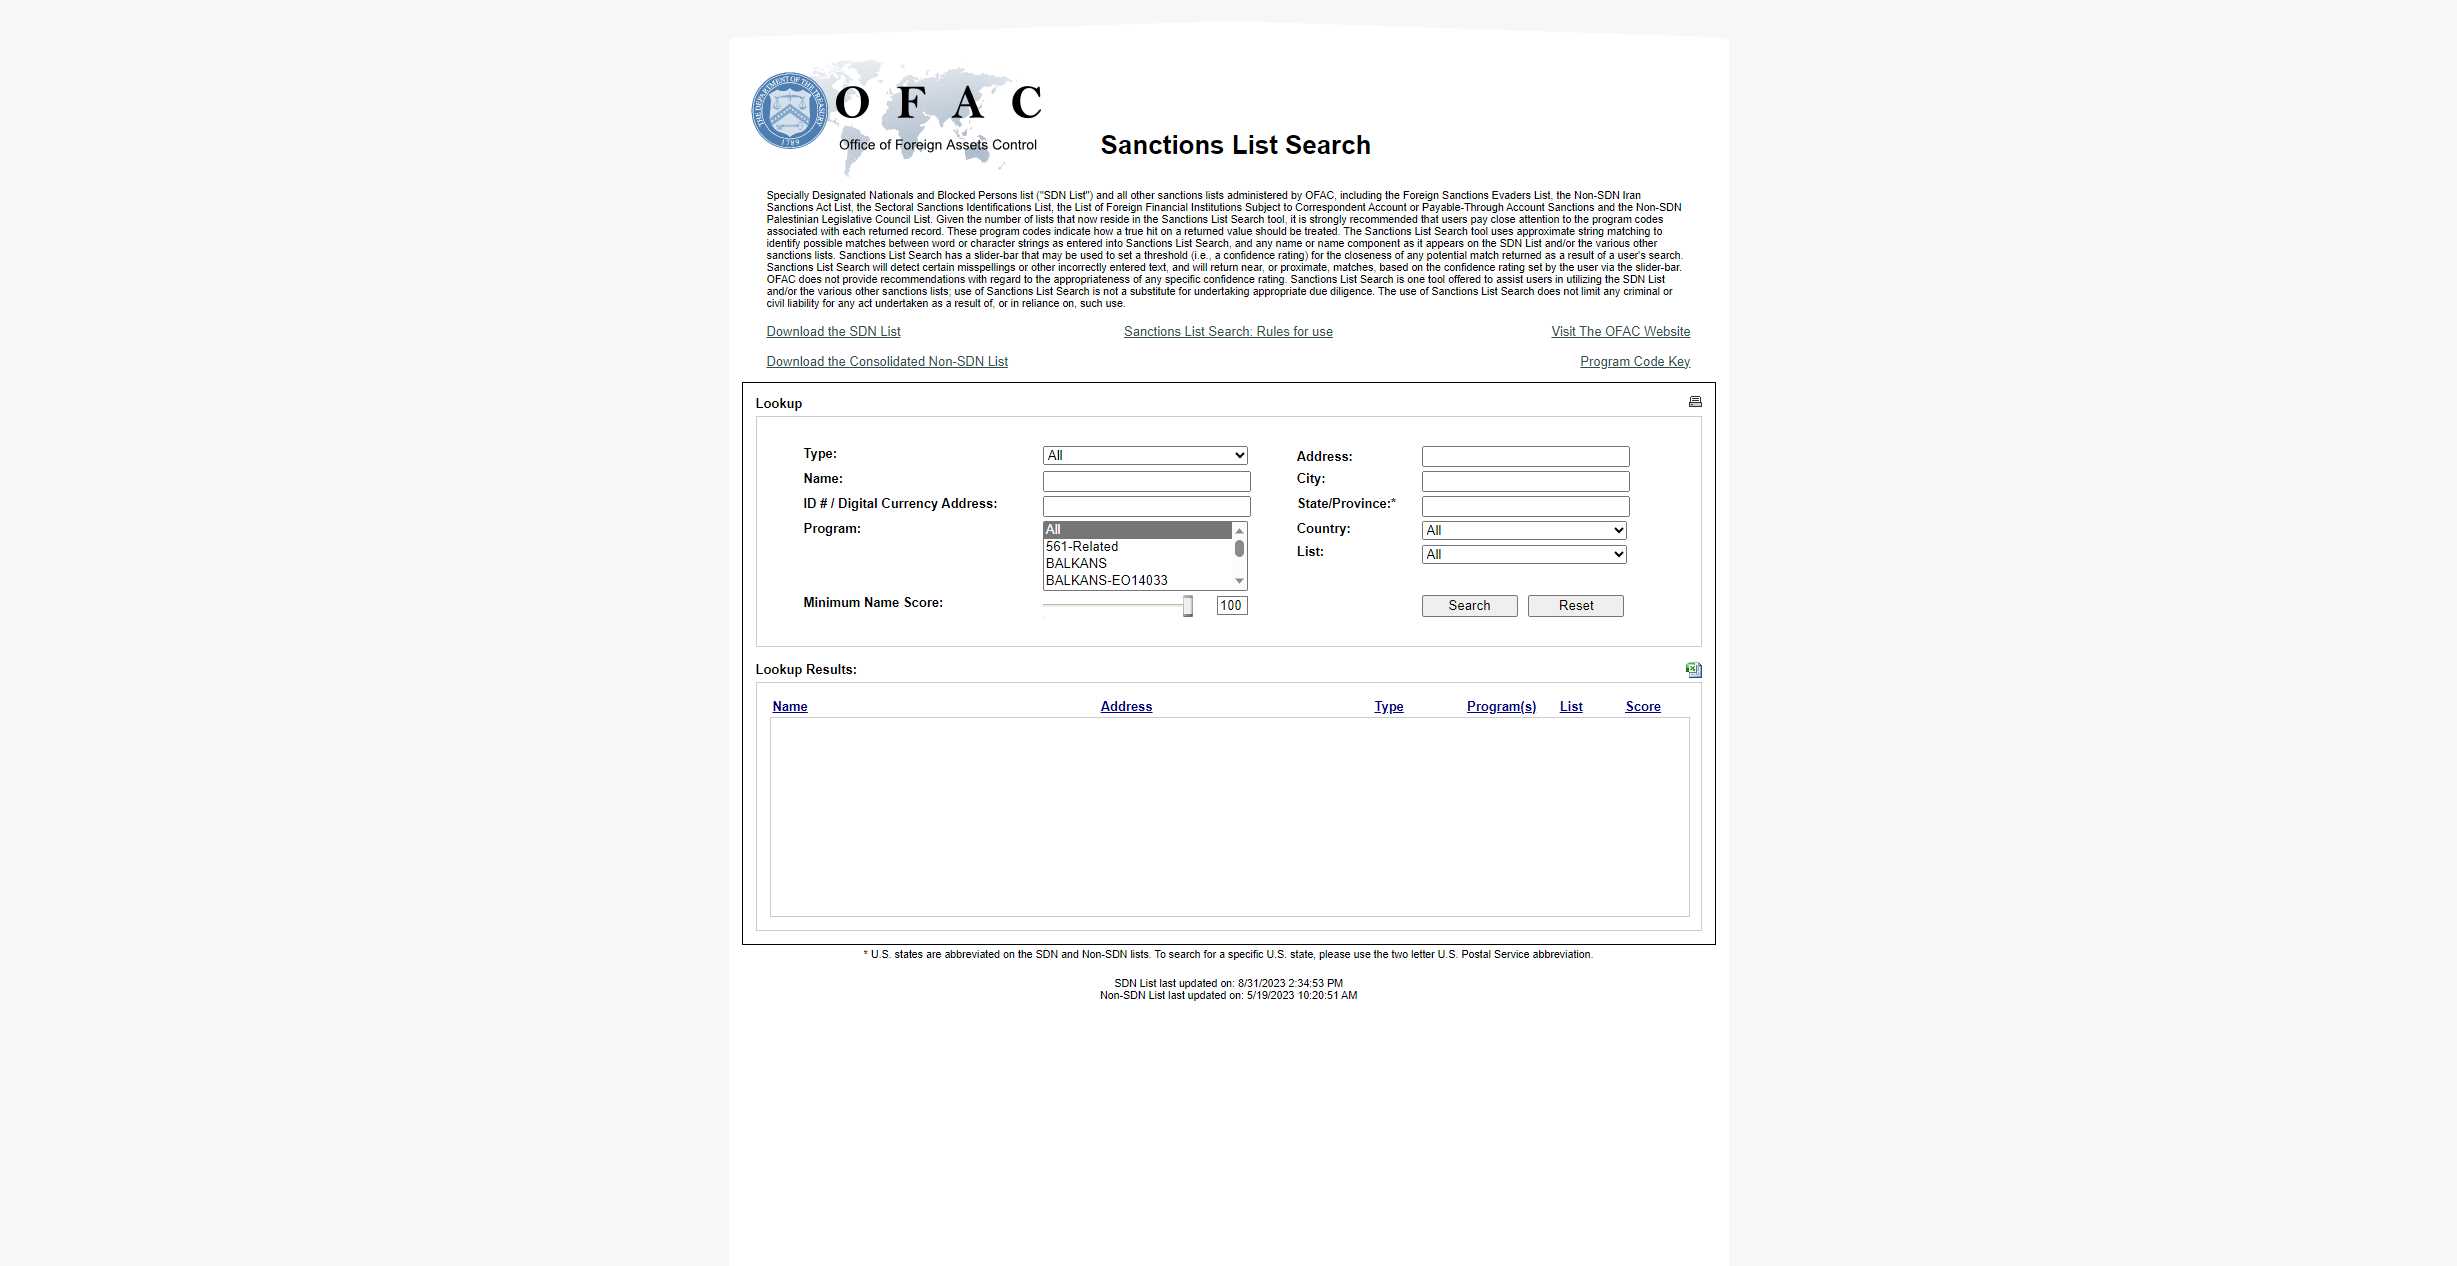 THE DEPARTMENT OF THE TREASURY
1789
O F A C
Office of Foreign Assets Control
Sanctions List Search
Specially Designated Nationals and Blocked Persons list ("SDN List") and all other sanctions lists administered by OFAC, including the Foreign Sanctions Evaders List, the Non-SDN Iran
Sanctions Act List, the Sectoral Sanctions Identifications List, the List of Foreign Financial Institutions Subject to Correspondent Account or Payable-Through Account Sanctions and the Non-SDN
Palestinian Legislative Council List. Given the number of lists that now reside in the Sanctions List Search tool, it is strongly recommended that users pay close attention to the program codes
associated with each returned record. These program codes indicate how a true hit on a returned value should be treated. The Sanctions List Search tool uses approximate string matching to
identify possible matches between word or character strings as entered into Sanctions List Search, and any name or name component as it appears on the SDN List and/or the various other
sanctions lists. Sanctions List Search has a slider-bar that may be used to set a threshold (i.e., a confidence rating) for the closeness of any potential match returned as a result of a user's search.
Sanctions List Search will detect certain misspellings or other incorrectly entered text, and will return near, or proximate, matches, based on the confidence rating set by the user via the slider-bar.
OFAC does not provide recommendations with regard to the appropriateness of any specific confidence rating. Sanctions List Search is one tool offered to assist users in utilizing the SDN List
and/or the various other sanctions lists; use of Sanctions List Search is not a substitute for undertaking appropriate due diligence. The use of Sanctions List Search does not limit any criminal or
civil liability for any act undertaken as a result of, or in reliance on, such use.
Download the SDN List Sanctions List Search: Rules for use Visit The OFAC Website
Download the Consolidated Non-SDN List Program Code Key
Lookup
Type: All Address:
Name: City:
ID # / Digital Currency Address: State/Province:*
Program: All Country: All
561-Related
List: All
BALKANS
BALKANS-EO14033
Minimum Name Score: 100 Search Reset
Lookup Results:
Name Address Type Program(s) List Score
* U.S. states are abbreviated on the SDN and Non-SDN lists. To search for a specific U.S. state, please use the two letter U.S. Postal Service abbreviation.
SDN List last updated on: 8/31/2023 2:34:53 PM
Non-SDN List last updated on: 5/19/2023 10:20:51 AM